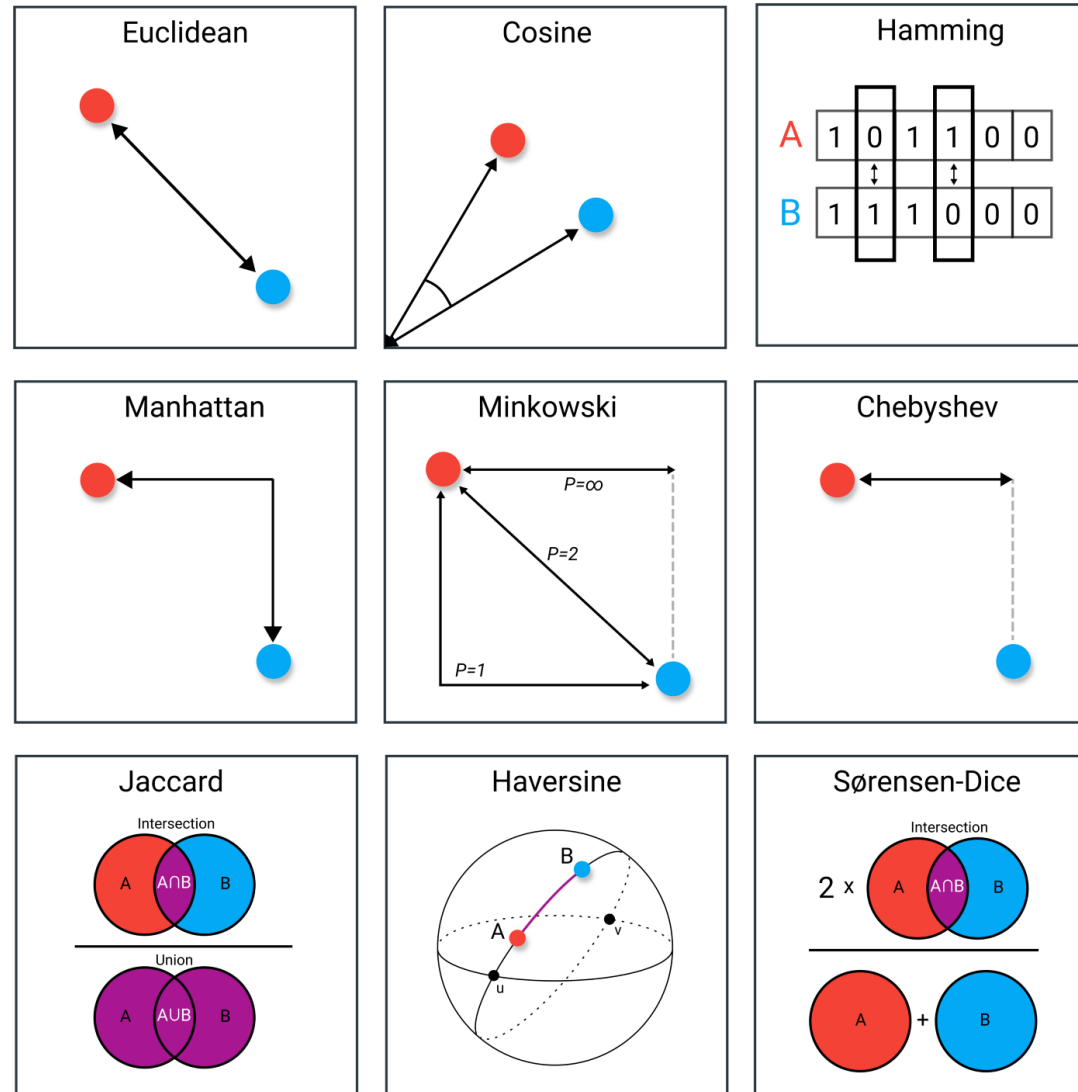 Euclidean
Cosine
Hamming
A 1 0 1 1 0 0
B 1 1 1 0 0 0
Manhattan
Minkowski
P=∞
P=2
P=1
Chebyshev
Jaccard
Intersection
A A∩B B
Union
A A∪B B
Haversine
B
A
v
u
Sørensen-Dice
Intersection
2 x A A∩B B
A + B